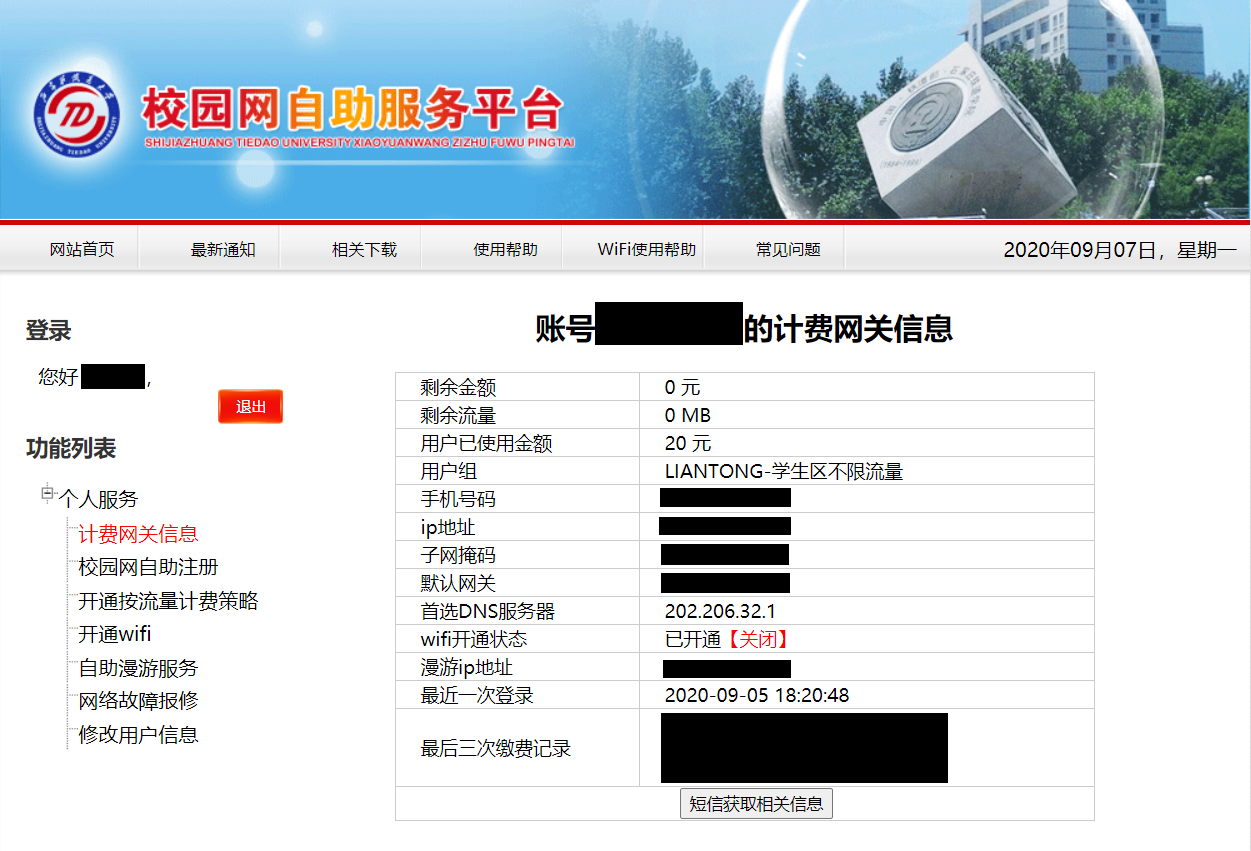 校园网自助服务平台
SHIJIAZHUANG TIEDAO UNIVERSITY XIAOYUANWANG ZIZHU FUWU PINGTAI
网站首页
最新通知
相关下载
使用帮助
WiFi使用帮助
常见问题
2020年09月07日，星期一
登录
您好 ,
退出
功能列表
个人服务
计费网关信息
校园网自助注册
开通按流量计费策略
开通wifi
自助漫游服务
网络故障报修
修改用户信息
账号 的计费网关信息
剩余金额 0 元
剩余流量 0 MB
用户已使用金额 20 元
用户组 LIANTONG-学生区不限流量
手机号码
ip地址
子网掩码
默认网关
首选DNS服务器 202.206.32.1
wifi开通状态 已开通【关闭】
漫游ip地址
最近一次登录 2020-09-05 18:20:48
最后三次缴费记录
短信获取相关信息